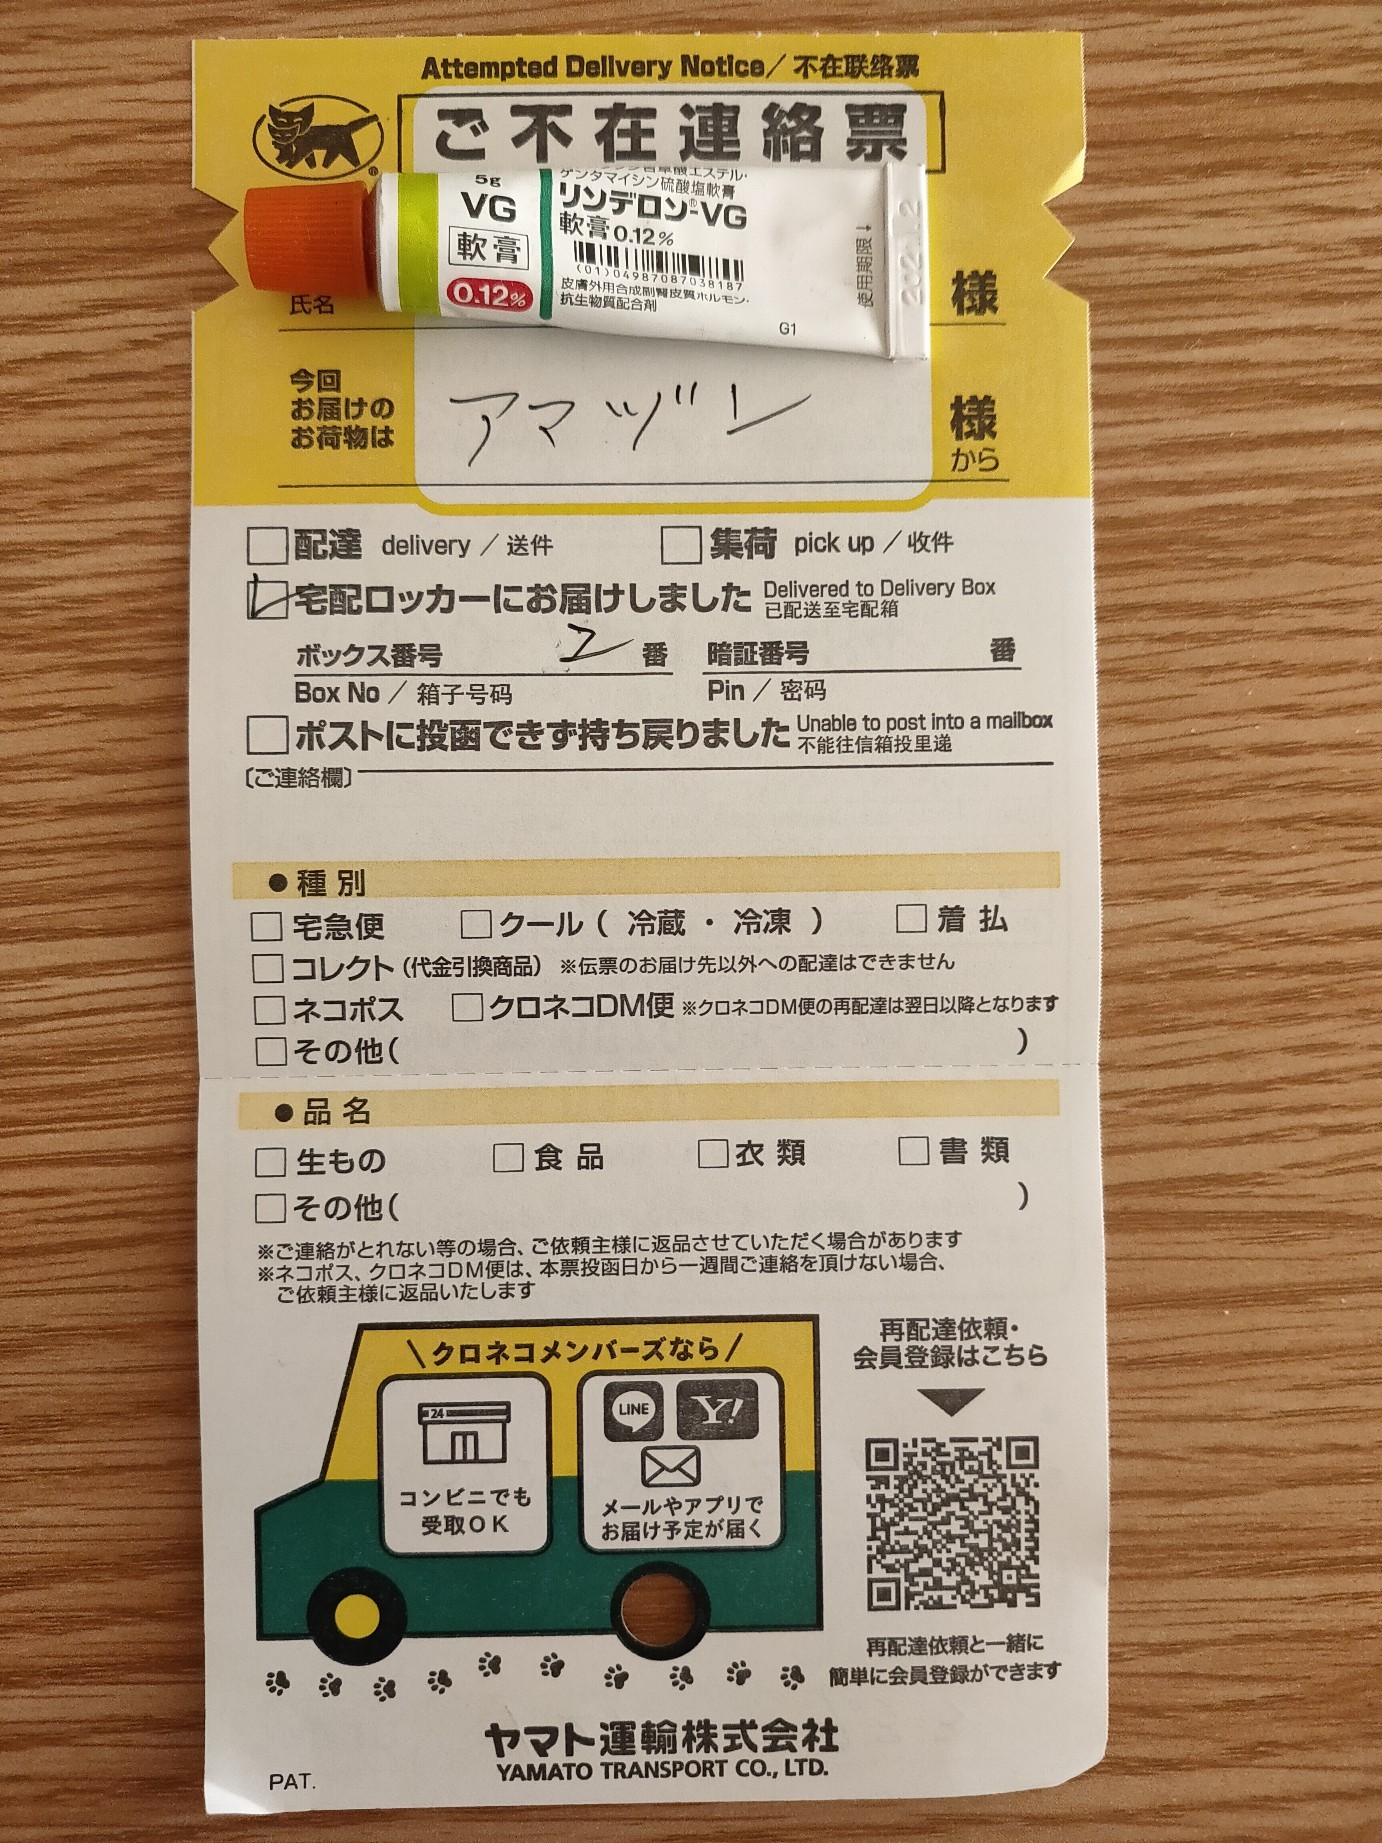 Attempted Delivery Notice／不在联络票
ご不在連絡票
5g
VG
軟膏
0.12%
ゲンタマイシン硫酸塩軟膏
リンデロン®-VG
軟膏0.12%
(01)04987087038187
皮膚外用合成副腎皮質ホルモン・
抗生物質配合剤
G1
使用期限↓
氏名
様
今回
お届けの
お荷物は
アマゾン
様
から
配達 delivery／送件
集荷 pick up／收件
宅配ロッカーにお届けしました Delivered to Delivery Box
已配送至宅配箱
ボックス番号 2 番 暗証番号 番
Box No／箱子号码 Pin／密码
ポストに投函できず持ち戻りました Unable to post into a mailbox
不能往信箱投里递
〔ご連絡欄〕
●種別
宅急便 クール（冷蔵・冷凍） 着払
コレクト（代金引換商品）※伝票のお届け先以外への配達はできません
ネコポス クロネコDM便 ※クロネコDM便の再配達は翌日以降となります
その他( )
●品名
生もの 食品 衣類 書類
その他( )
※ご連絡がとれない等の場合、ご依頼主様に返品させていただく場合があります
※ネコポス、クロネコDM便は、本票投函日から一週間ご連絡を頂けない場合、
ご依頼主様に返品いたします
\クロネコメンバーズなら/
24
コンビニでも
受取OK
LINE
Y!
メールやアプリで
お届け予定が届く
再配達依頼・
会員登録はこちら
再配達依頼と一緒に
簡単に会員登録ができます
ヤマト運輸株式会社
YAMATO TRANSPORT CO., LTD.
PAT.